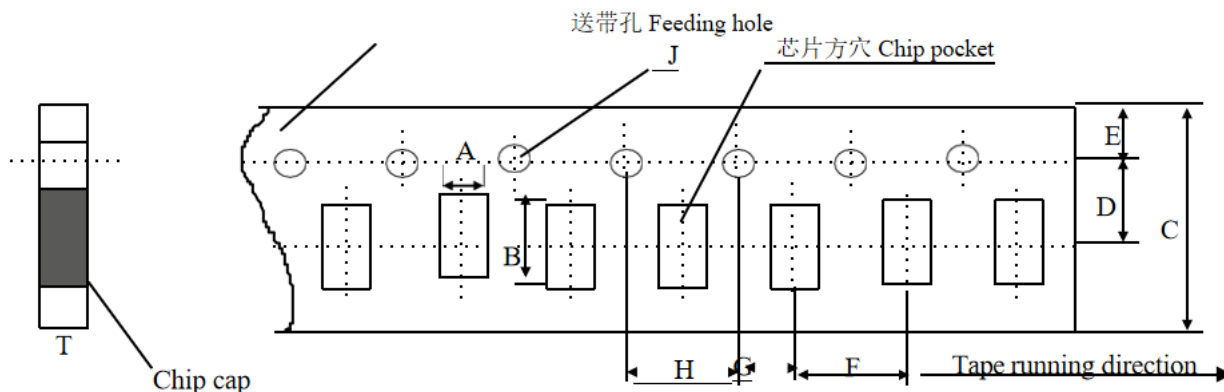 送带孔 Feeding hole
J
芯片方穴 Chip pocket
E
A
D
C
B
T
H
G
F
Tape running direction
Chip cap